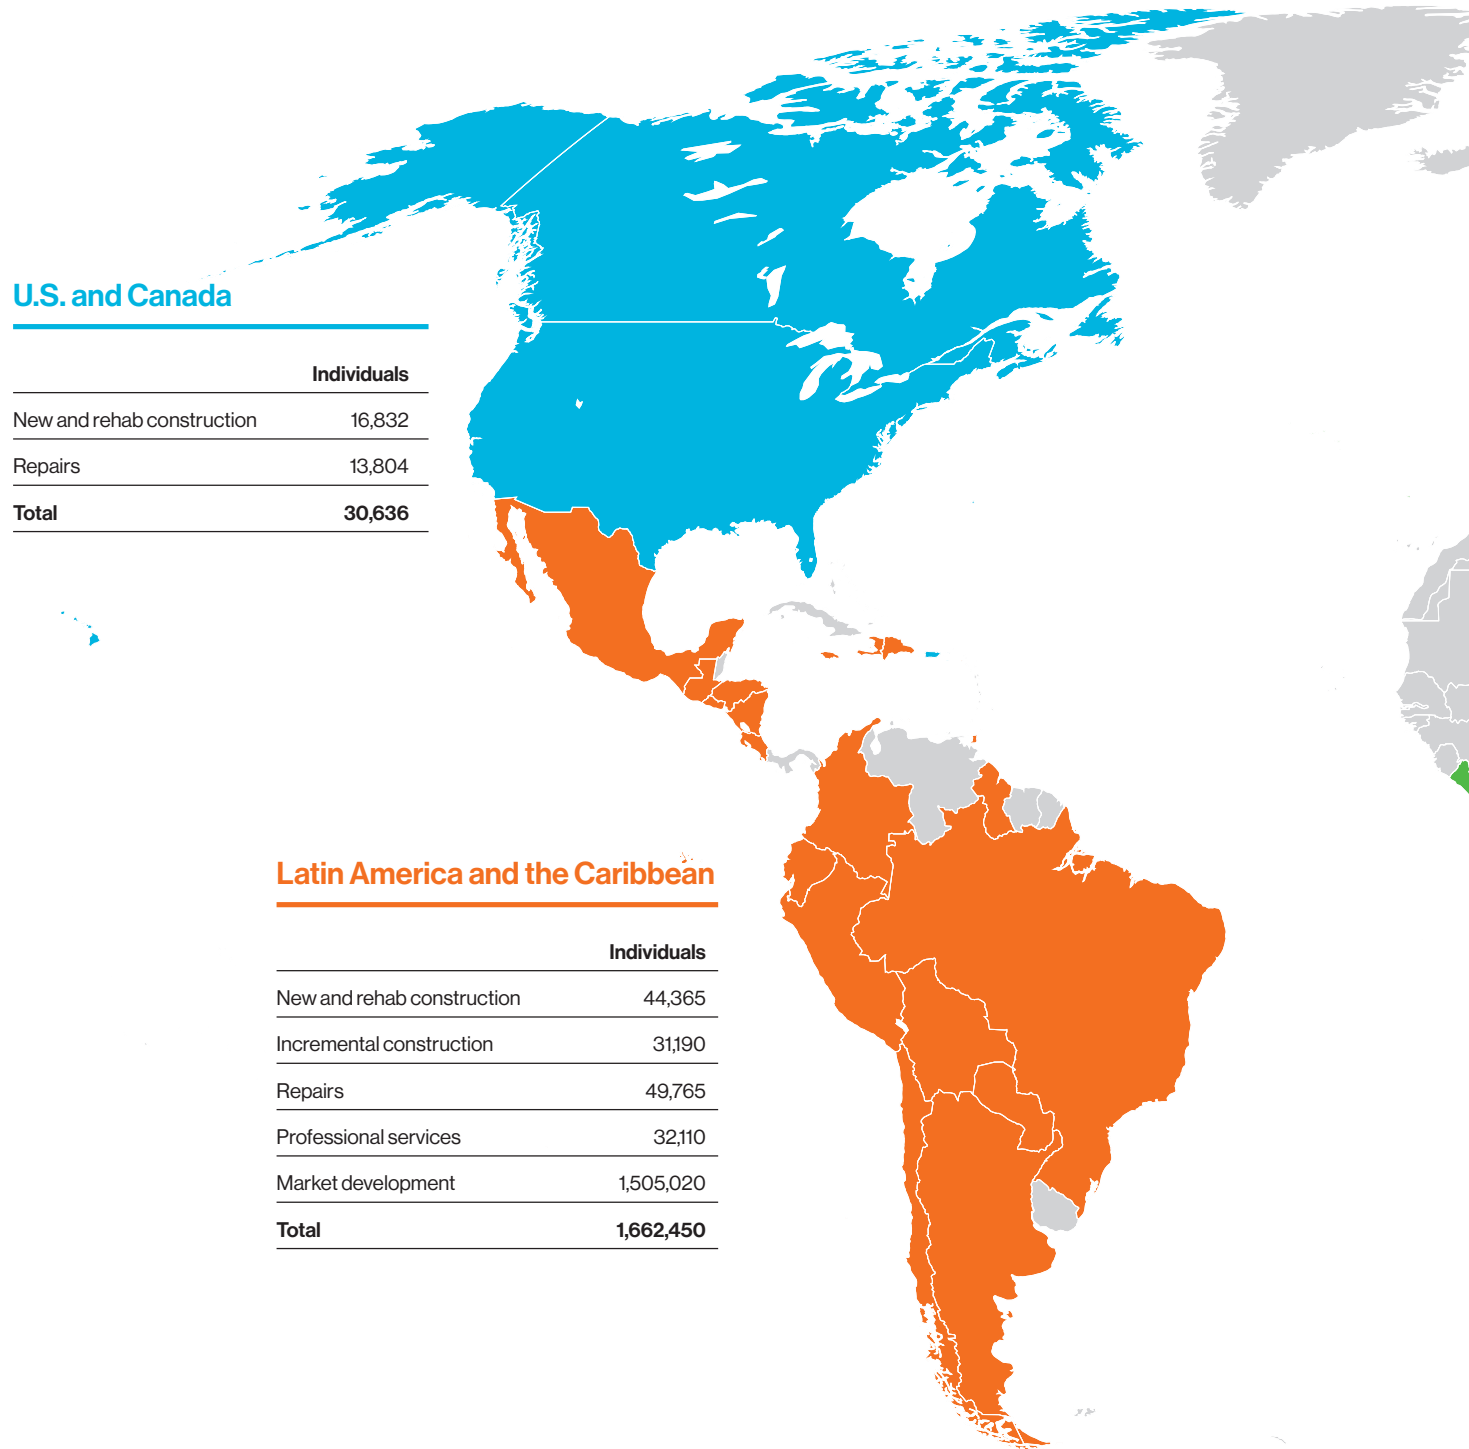 U.S. and Canada
Individuals
New and rehab construction 16,832
Repairs 13,804
Total 30,636
Latin America and the Caribbean
Individuals
New and rehab construction 44,365
Incremental construction 31,190
Repairs 49,765
Professional services 32,110
Market development 1,505,020
Total 1,662,450